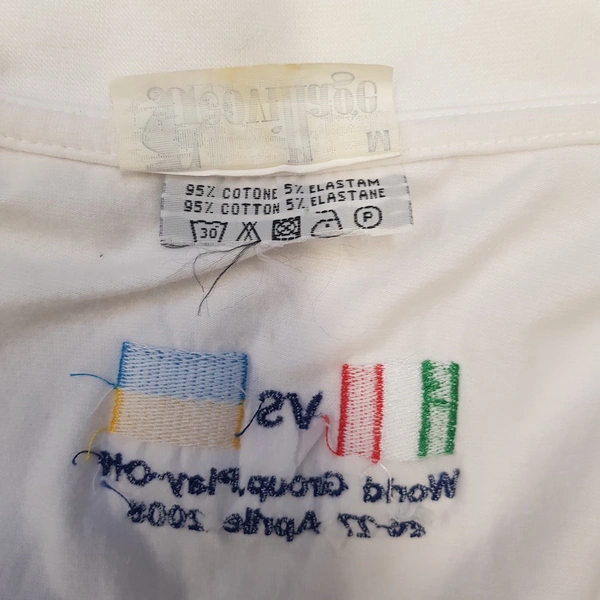 M
95% COTONE 5% ELASTAM
95% COTTON 5% ELASTANE
30° P
VS
World Group, Play-Off
26-27 Aprile 2008